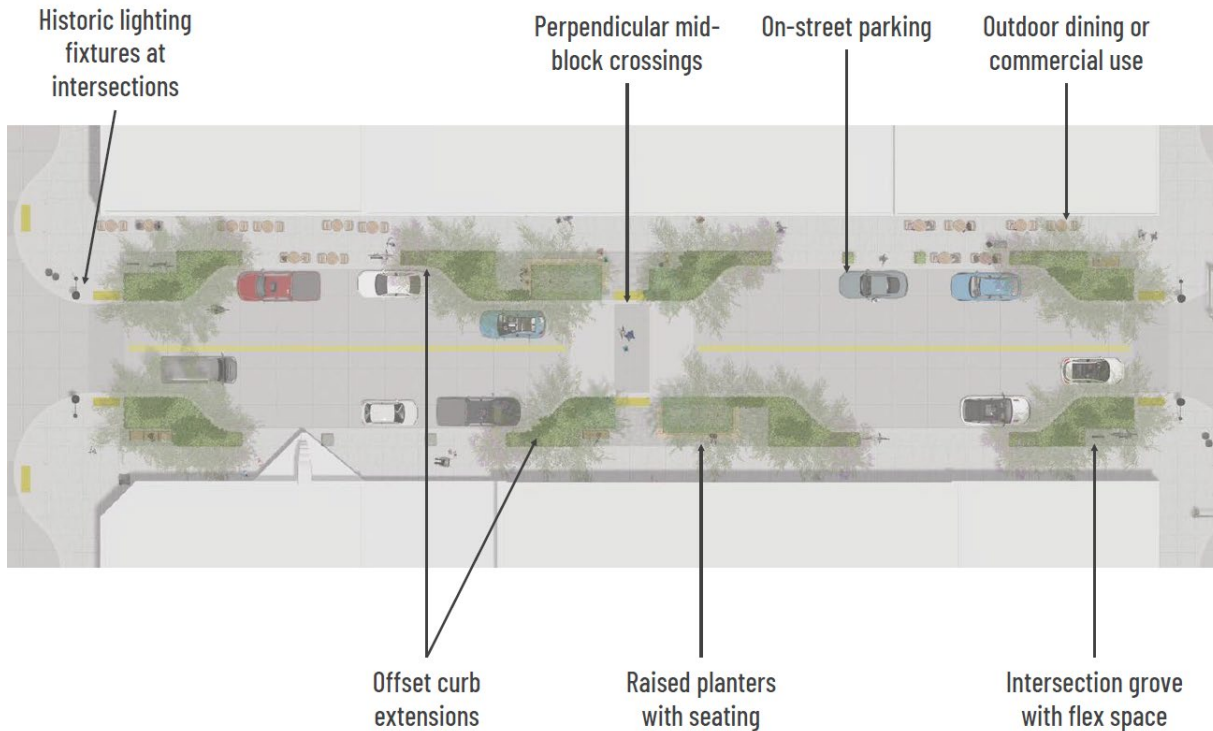 Historic lighting
fixtures at
intersections
Perpendicular mid-
block crossings
On-street parking
Outdoor dining or
commercial use
Offset curb
extensions
Raised planters
with seating
Intersection grove
with flex space